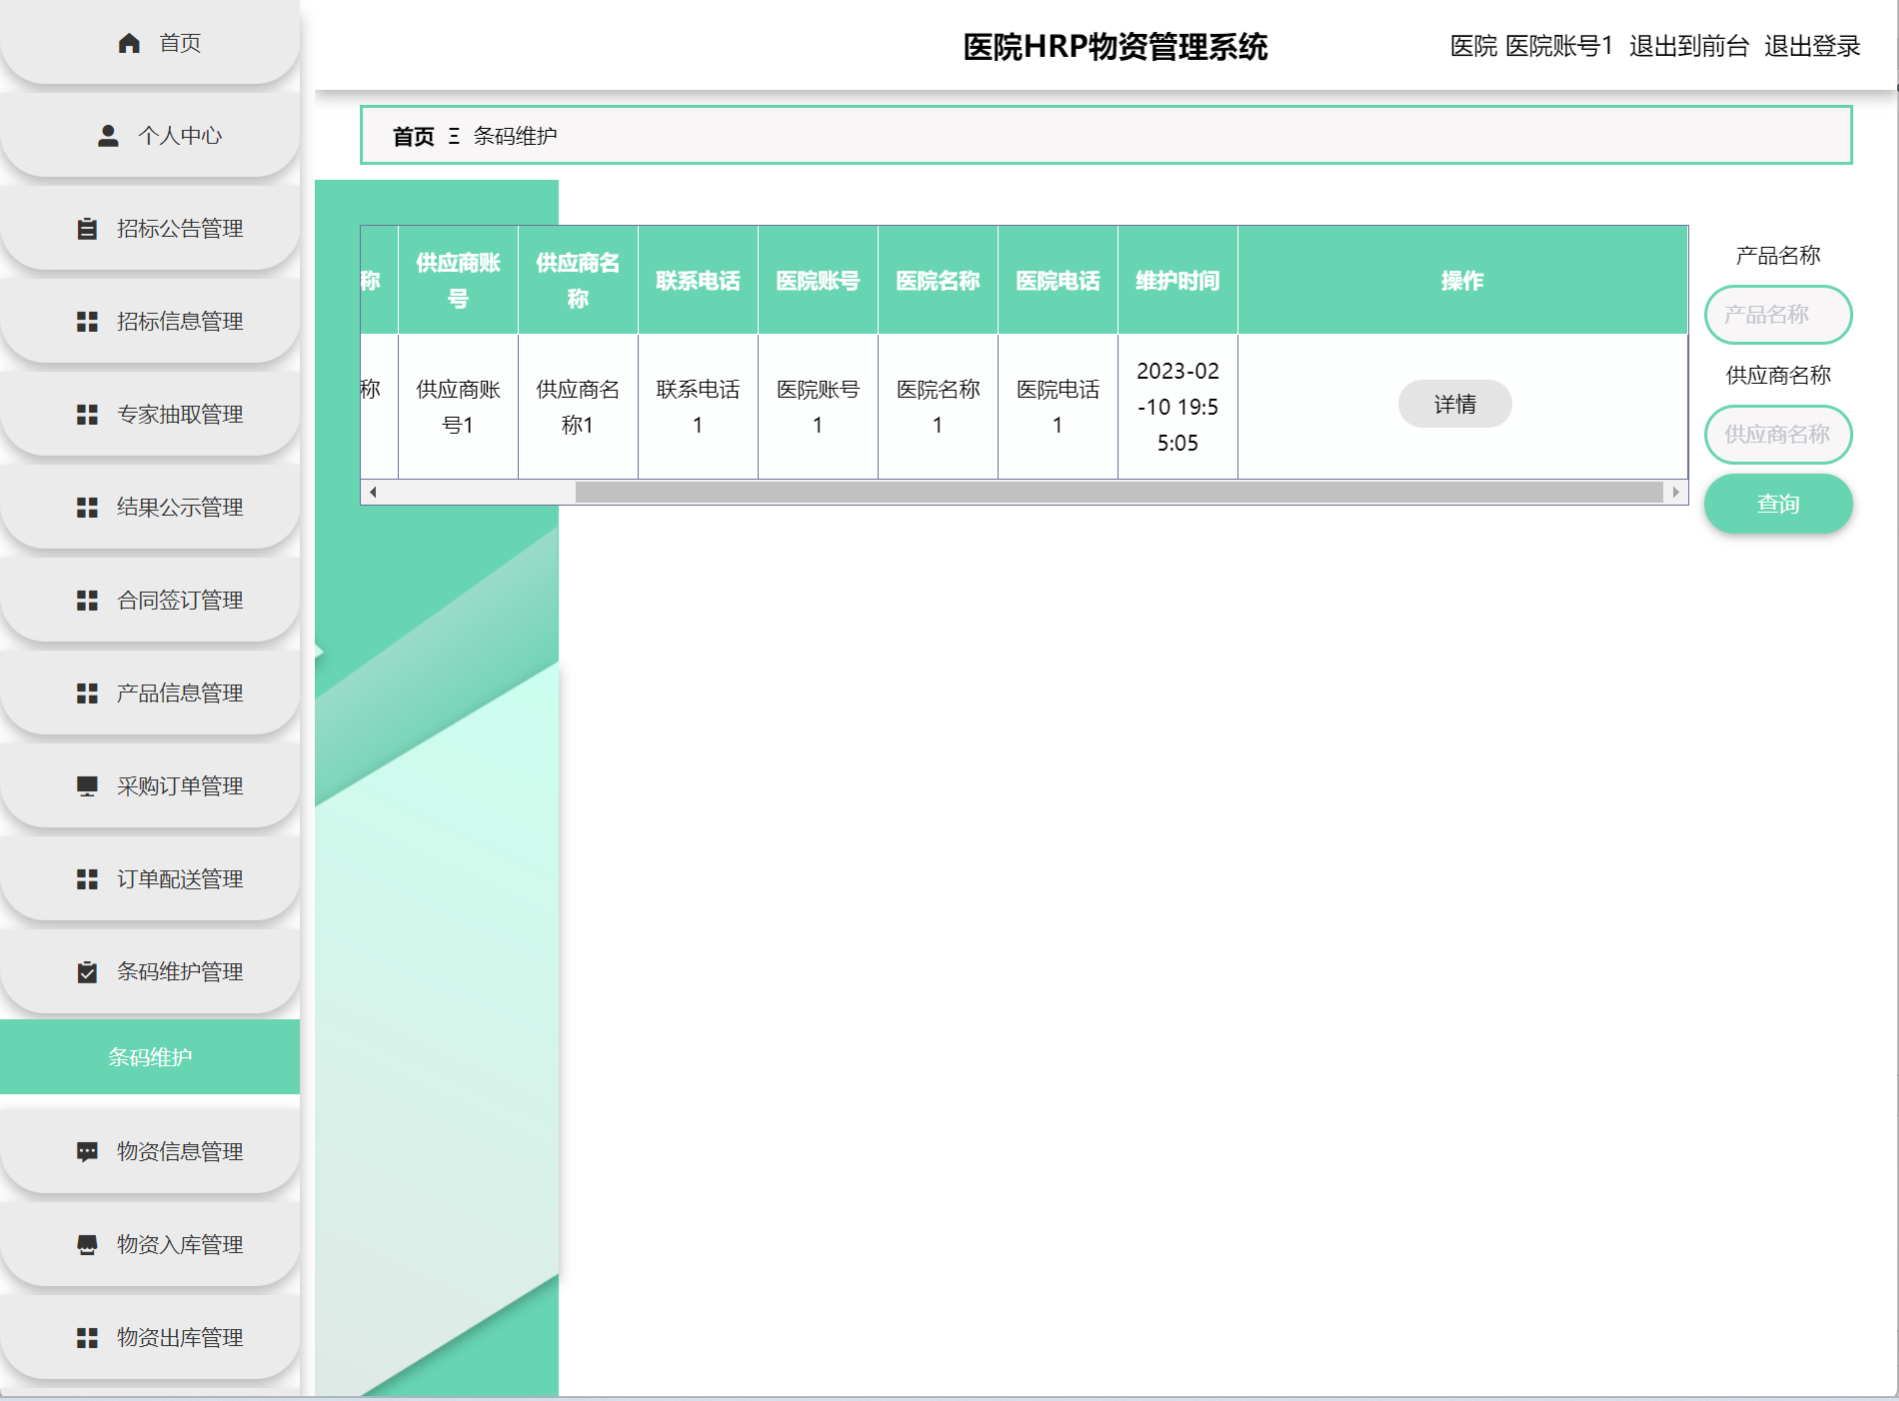 首页
个人中心
招标公告管理
招标信息管理
专家抽取管理
结果公示管理
合同签订管理
产品信息管理
采购订单管理
订单配送管理
条码维护管理
条码维护
物资信息管理
物资入库管理
物资出库管理
医院HRP物资管理系统
医院 医院账号1 退出到前台 退出登录
首页 Ξ 条码维护
称 供应商账号 供应商名称 联系电话 医院账号 医院名称 医院电话 维护时间 操作
称 供应商账号1 供应商名称1 联系电话1 医院账号1 医院名称1 医院电话1 2023-02-10 19:55:05 详情
产品名称
产品名称
供应商名称
供应商名称
查询